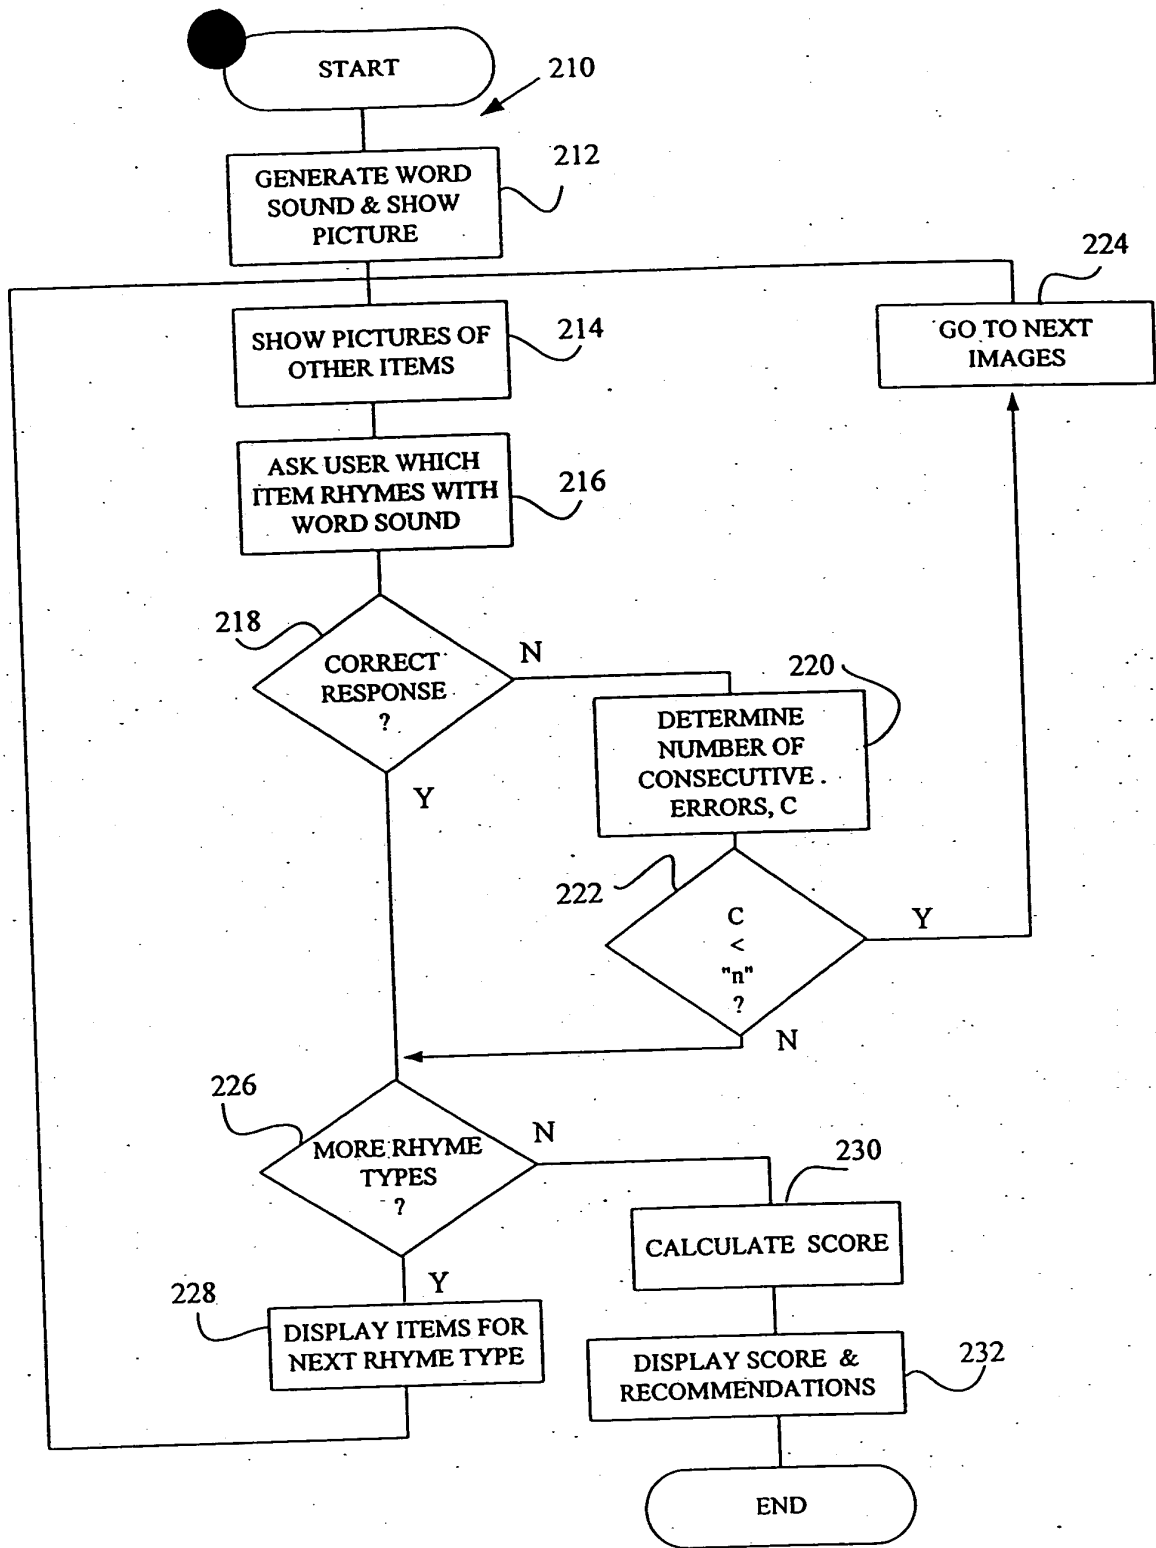 START
210
GENERATE WORD
SOUND & SHOW
PICTURE
212
224
GO TO NEXT
IMAGES
SHOW PICTURES OF
OTHER ITEMS
214
ASK USER WHICH
ITEM RHYMES WITH
WORD SOUND
216
218
CORRECT
RESPONSE
?
N
Y
220
DETERMINE
NUMBER OF
CONSECUTIVE
ERRORS, C
222
C
<
"n"
?
Y
N
226
MORE RHYME
TYPES
?
N
Y
230
CALCULATE SCORE
228
DISPLAY ITEMS FOR
NEXT RHYME TYPE
DISPLAY SCORE &
RECOMMENDATIONS
232
END